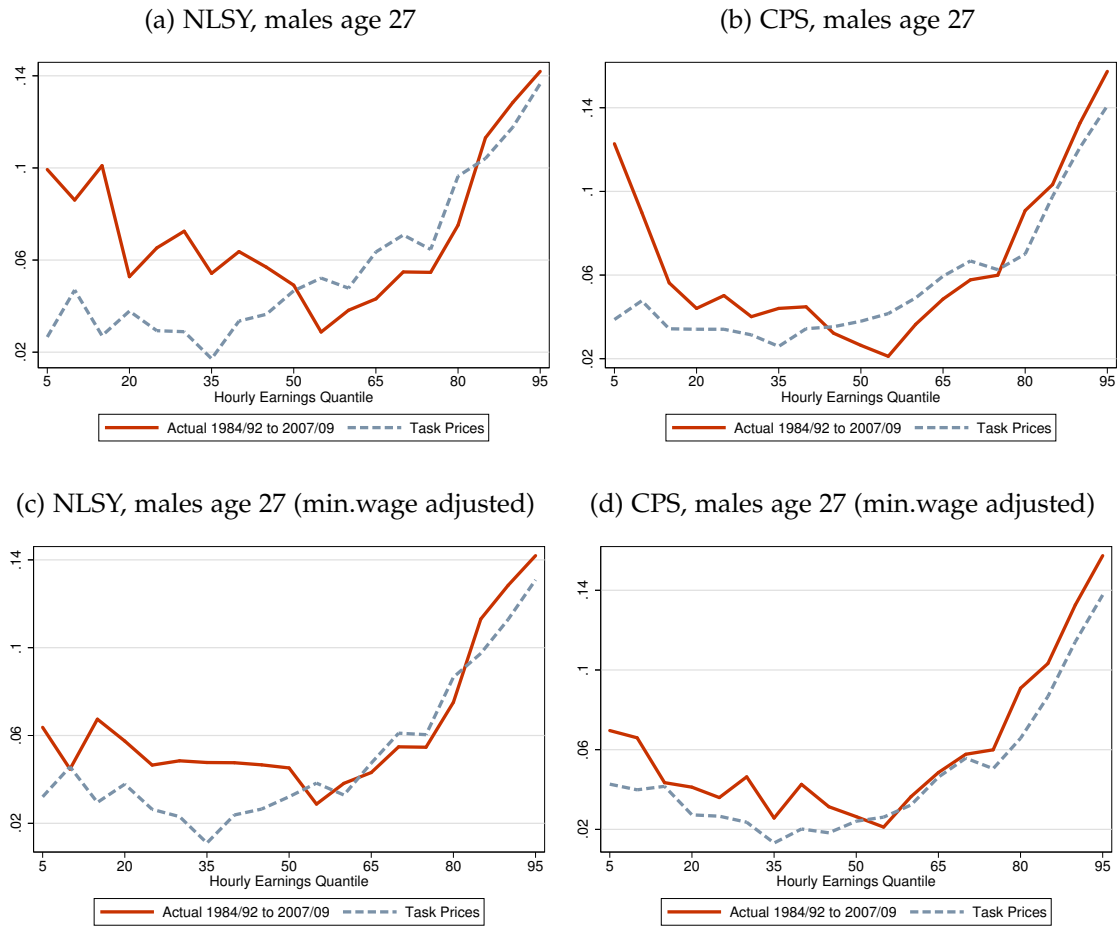 (a) NLSY, males age 27
.14
.1
.06
.02
5 20 35 50 65 80 95
Hourly Earnings Quantile
Actual 1984/92 to 2007/09 Task Prices
(b) CPS, males age 27
.14
.1
.06
.02
5 20 35 50 65 80 95
Hourly Earnings Quantile
Actual 1984/92 to 2007/09 Task Prices
(c) NLSY, males age 27 (min.wage adjusted)
.14
.1
.06
.02
5 20 35 50 65 80 95
Hourly Earnings Quantile
Actual 1984/92 to 2007/09 Task Prices
(d) CPS, males age 27 (min.wage adjusted)
.14
.1
.06
.02
5 20 35 50 65 80 95
Hourly Earnings Quantile
Actual 1984/92 to 2007/09 Task Prices